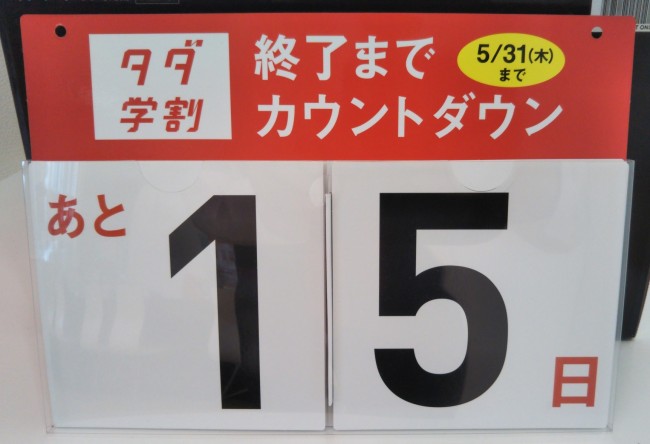 タダ
学割
終了まで
カウントダウン
5/31(木)
まで
あと
15
日